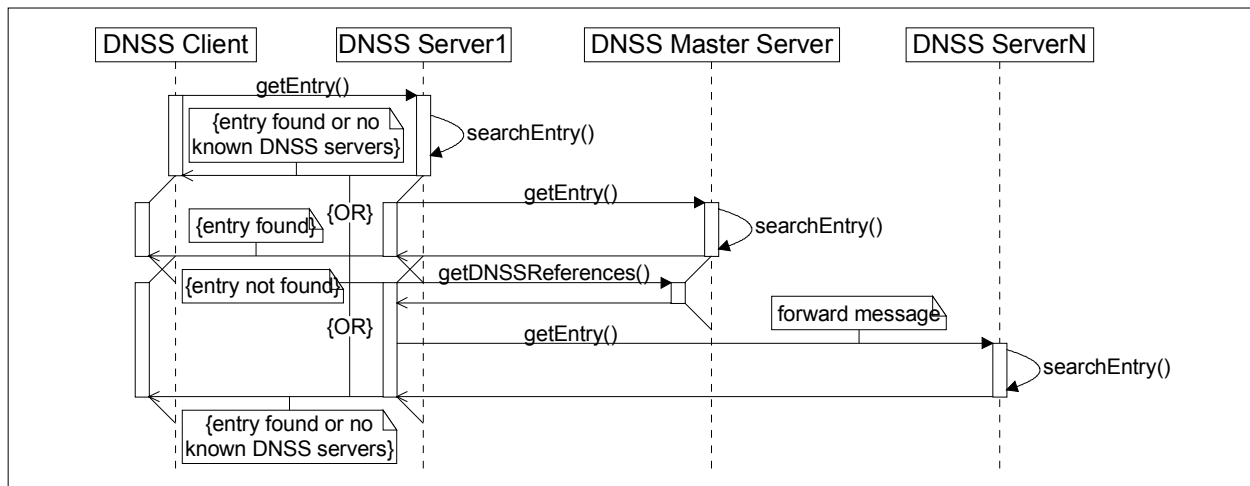 DNSS Client
DNSS Server1
DNSS Master Server
DNSS ServerN
getEntry()
{entry found or no
known DNSS servers}
searchEntry()
getEntry()
{OR}
{entry found}
searchEntry()
getDNSSReferences()
{entry not found}
forward message
{OR}
getEntry()
searchEntry()
{entry found or no
known DNSS servers}